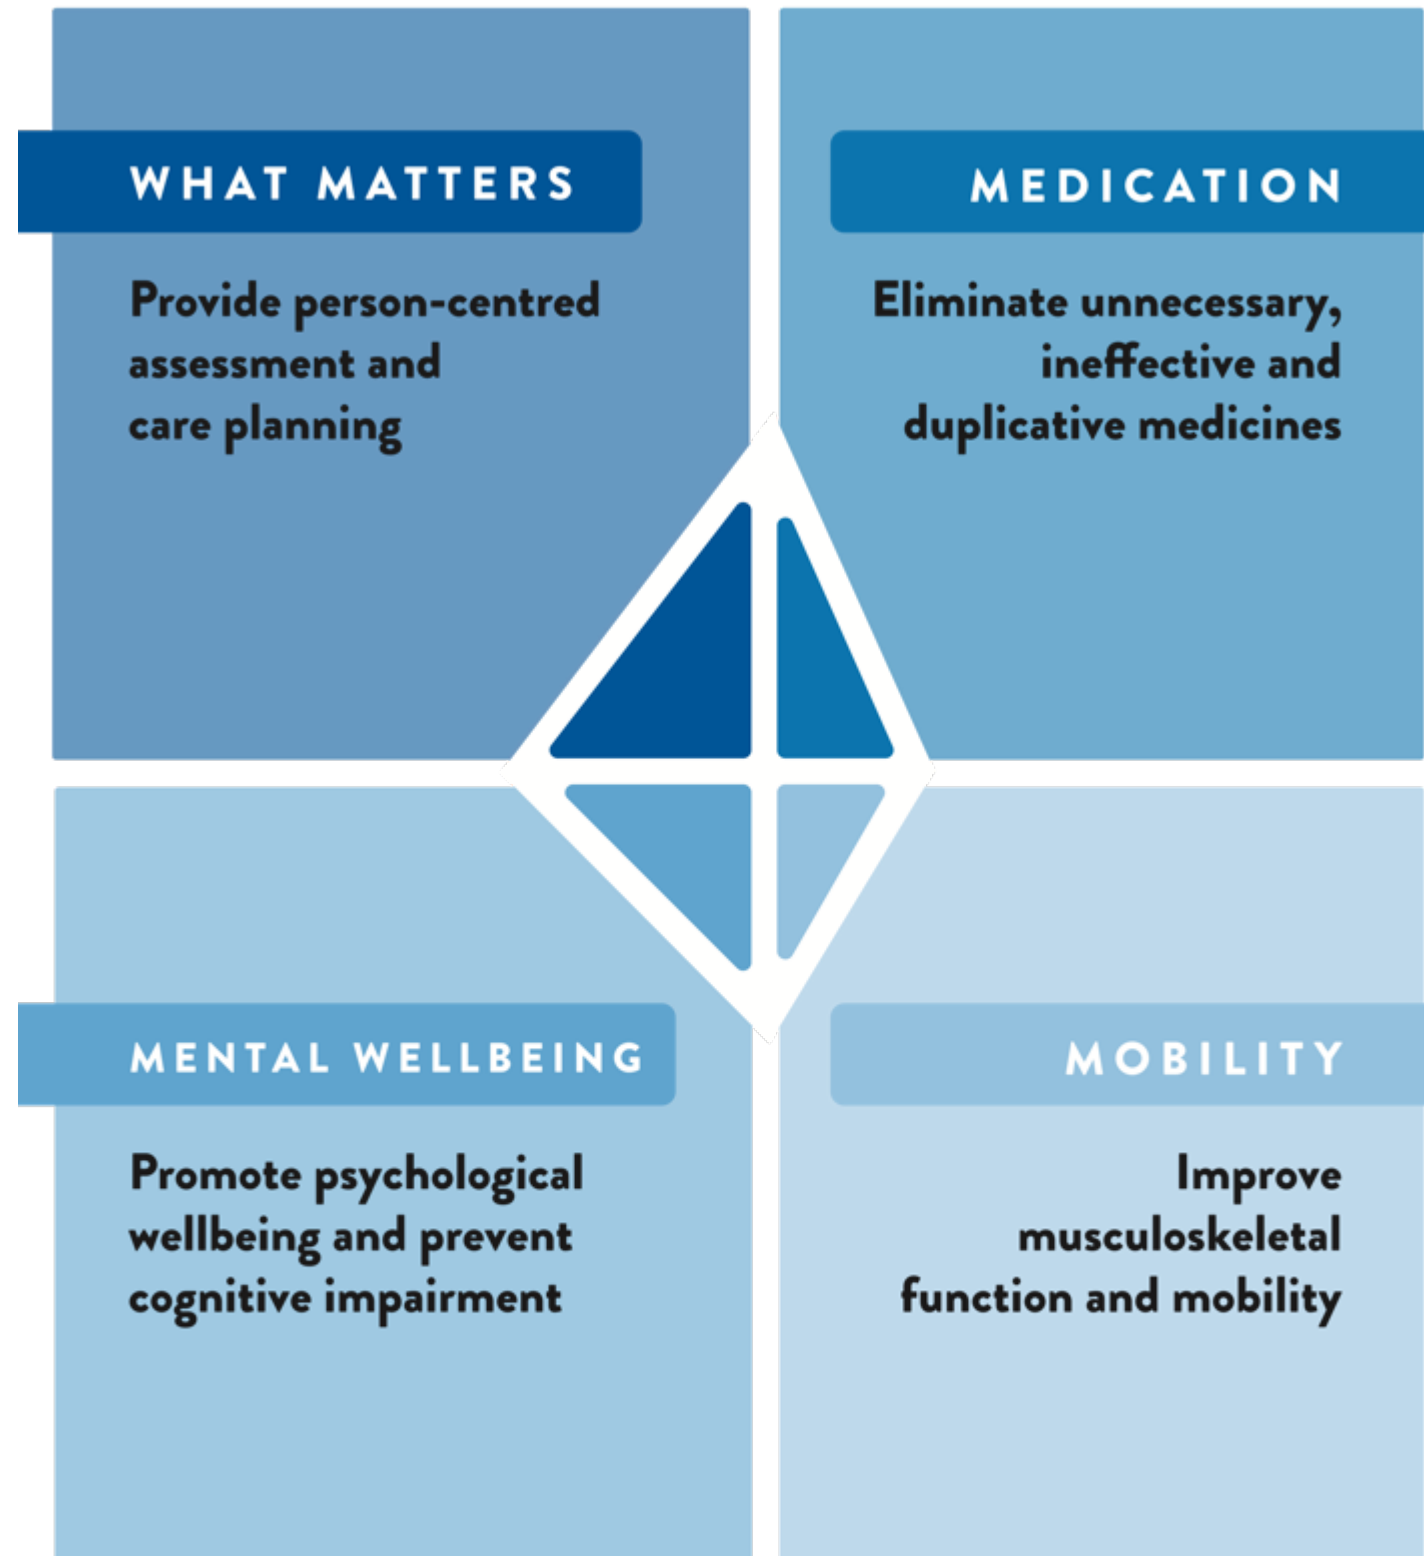 WHAT MATTERS
Provide person-centred
assessment and
care planning
MEDICATION
Eliminate unnecessary,
ineffective and
duplicative medicines
MENTAL WELLBEING
Promote psychological
wellbeing and prevent
cognitive impairment
MOBILITY
Improve
musculoskeletal
function and mobility